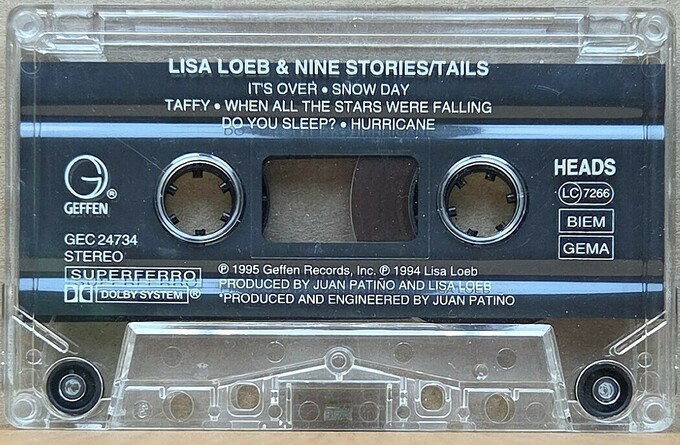 LISA LOEB & NINE STORIES/TAILS
IT'S OVER • SNOW DAY
TAFFY • WHEN ALL THE STARS WERE FALLING
DO YOU SLEEP? • HURRICANE
G®
GEFFEN
HEADS
LC 7266
BIEM
GEMA
GEC 24734
STEREO
SUPERFERRO
DOLBY SYSTEM ®
℗ 1995 Geffen Records, Inc. ℗ 1994 Lisa Loeb
PRODUCED BY JUAN PATIÑO AND LISA LOEB
*PRODUCED AND ENGINEERED BY JUAN PATIÑO